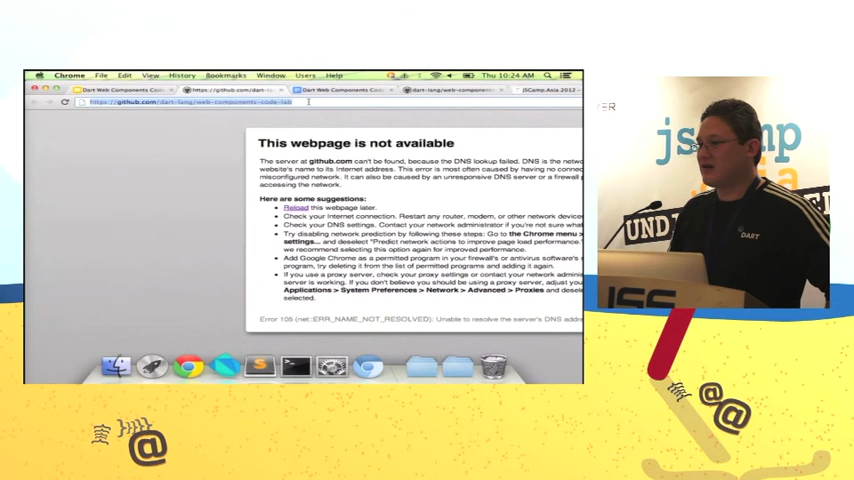 Chrome File Edit View History Bookmarks Window Users Help Thu 10:24 AM
Dart Web Components Cod https://github.com/dart-l Dart Web Components Cod dart-lang/web-components JSCamp.Asia 2012 –
https://github.com/dart-lang/web-components-code-lab
This webpage is not available
The server at github.com can't be found, because the DNS lookup failed. DNS is the netwo
website's name to its Internet address. This error is most often caused by having no connec
misconfigured network. It can also be caused by an unresponsive DNS server or a firewall p
accessing the network.
Here are some suggestions:
Reload this webpage later.
Check your Internet connection. Restart any router, modem, or other network devices
Check your DNS settings. Contact your network administrator if you're not sure what
Try disabling network prediction by following these steps: Go to the Chrome menu >
settings... and deselect "Predict network actions to improve page load performance."
we recommend selecting this option again for improved performance.
Add Google Chrome as a permitted program in your firewall's or antivirus software's s
program, try deleting it from the list of permitted programs and adding it again.
If you use a proxy server, check your proxy settings or contact your network admini
server is working. If you don't believe you should be using a proxy server, adjust you
Applications > System Preferences > Network > Advanced > Proxies and dese
selected.
Error 105 (net::ERR_NAME_NOT_RESOLVED): Unable to resolve the server's DNS addre
VER
jscamp
asia
UND
DART
ISS
}}} }}}} @
}}}} @ @